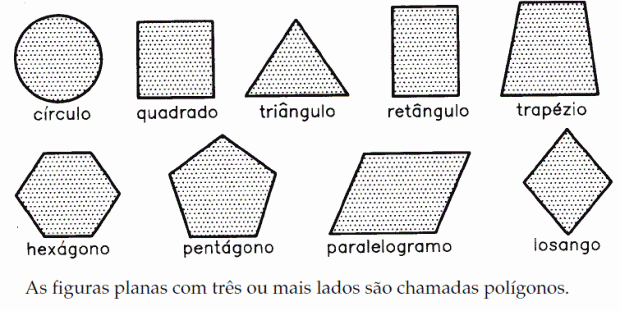 círculo quadrado triângulo retângulo trapézio
hexágono pentágono paralelogramo losango
As figuras planas com três ou mais lados são chamadas polígonos.